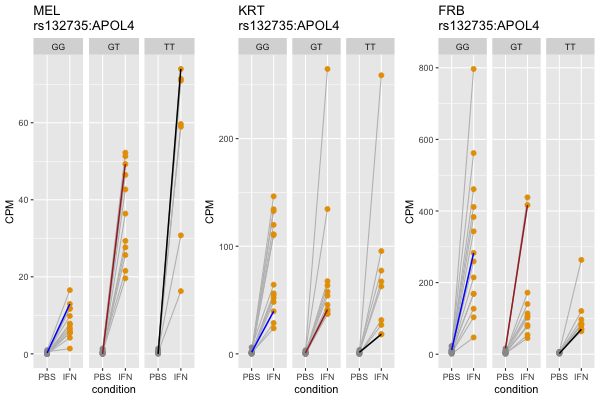 MEL
rs132735:APOL4
GG GT TT
60
40
20
0
CPM
PBS IFN PBS IFN PBS IFN
condition
KRT
rs132735:APOL4
GG GT TT
200
100
0
CPM
PBS IFN PBS IFN PBS IFN
condition
FRB
rs132735:APOL4
GG GT TT
800
600
400
200
0
CPM
PBS IFN PBS IFN PBS IFN
condition